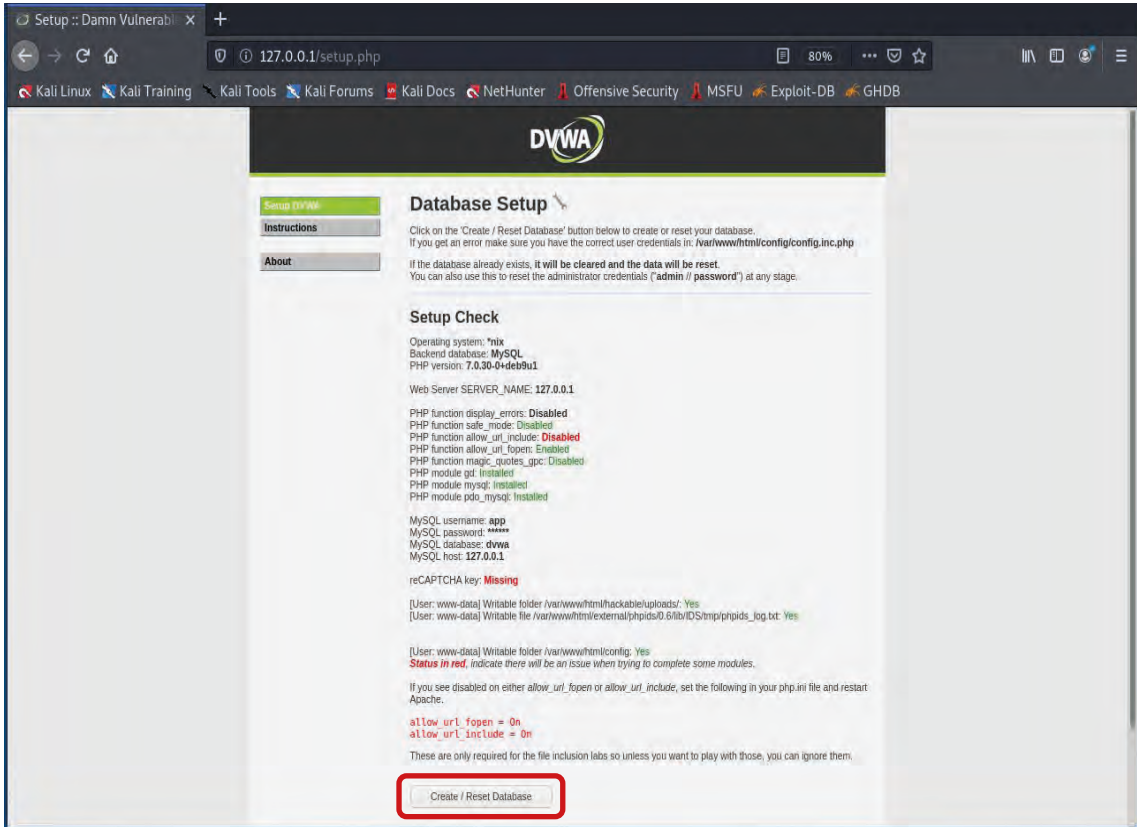 Setup :: Damn Vulnerabl
127.0.0.1/setup.php
80%
Kali Linux
Kali Training
Kali Tools
Kali Forums
Kali Docs
NetHunter
Offensive Security
MSFU
Exploit-DB
GHDB
DVWA
Setup DVWA
Instructions
About
Database Setup
Click on the 'Create / Reset Database' button below to create or reset your database.
If you get an error make sure you have the correct user credentials in: /var/www/html/config/config.inc.php
If the database already exists, it will be cleared and the data will be reset.
You can also use this to reset the administrator credentials ("admin // password") at any stage.
Setup Check
Operating system: *nix
Backend database: MySQL
PHP version: 7.0.30-0+deb9u1
Web Server SERVER_NAME: 127.0.0.1
PHP function display_errors: Disabled
PHP function safe_mode: Disabled
PHP function allow_url_include: Disabled
PHP function allow_url_fopen: Enabled
PHP function magic_quotes_gpc: Disabled
PHP module gd: Installed
PHP module mysql: Installed
PHP module pdo_mysql: Installed
MySQL username: app
MySQL password: ******
MySQL database: dvwa
MySQL host: 127.0.0.1
reCAPTCHA key: Missing
[User: www-data] Writable folder /var/www/html/hackable/uploads/: Yes
[User: www-data] Writable file /var/www/html/external/phpids/0.6/lib/IDS/tmp/phpids_log.txt: Yes
[User: www-data] Writable folder /var/www/html/config: Yes
Status in red, indicate there will be an issue when trying to complete some modules.
If you see disabled on either allow_url_fopen or allow_url_include, set the following in your php.ini file and restart
Apache.
allow_url_fopen = On
allow_url_include = On
These are only required for the file inclusion labs so unless you want to play with those, you can ignore them.
Create / Reset Database